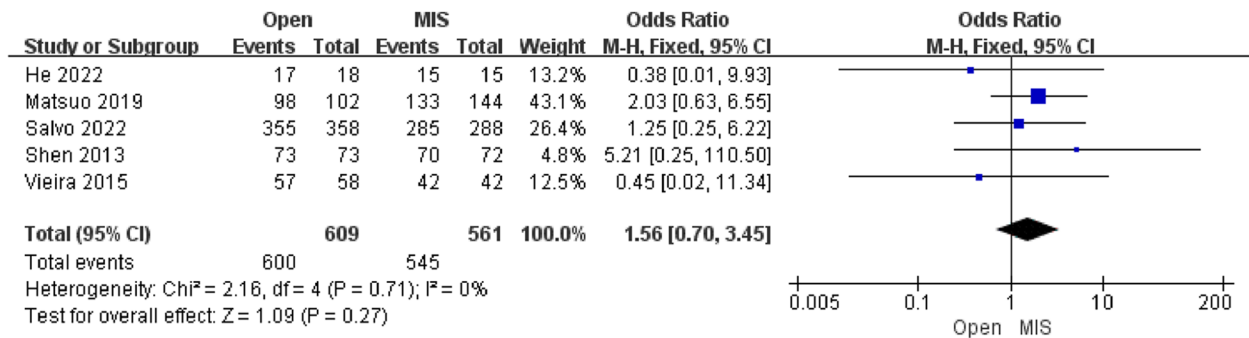 Open MIS Odds Ratio Odds Ratio
Study or Subgroup Events Total Events Total Weight M-H, Fixed, 95% CI M-H, Fixed, 95% CI
He 2022 17 18 15 15 13.2% 0.38 [0.01, 9.93]
Matsuo 2019 98 102 133 144 43.1% 2.03 [0.63, 6.55]
Salvo 2022 355 358 285 288 26.4% 1.25 [0.25, 6.22]
Shen 2013 73 73 70 72 4.8% 5.21 [0.25, 110.50]
Vieira 2015 57 58 42 42 12.5% 0.45 [0.02, 11.34]
Total (95% CI) 609 561 100.0% 1.56 [0.70, 3.45]
Total events 600 545
Heterogeneity: Chi² = 2.16, df = 4 (P = 0.71); I² = 0%
Test for overall effect: Z = 1.09 (P = 0.27)
0.005 0.1 1 10 200
Open MIS